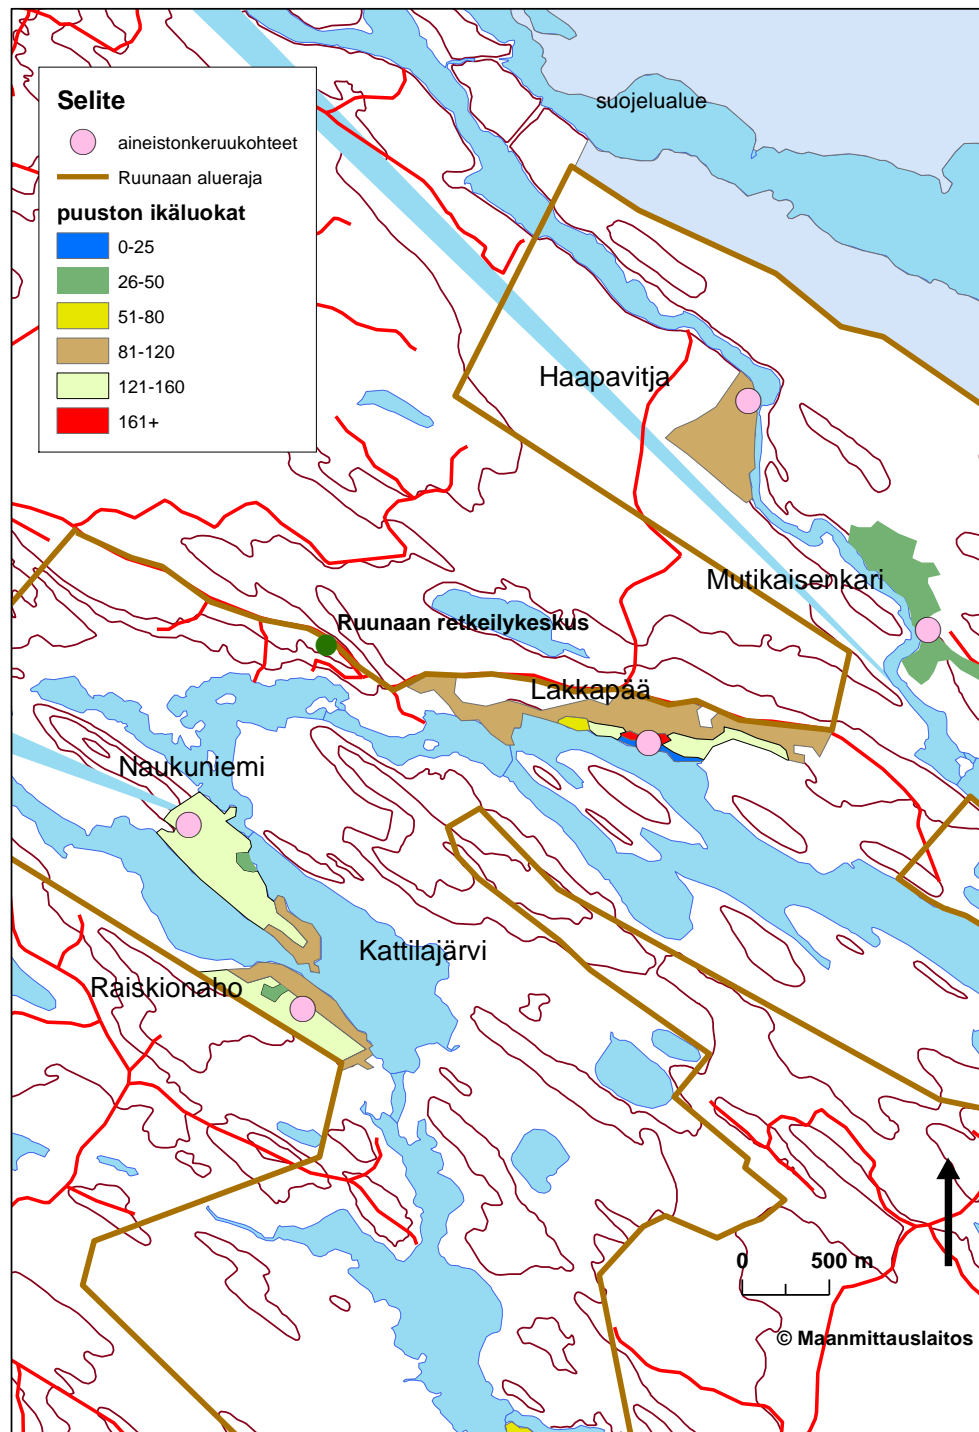 suojelualue
Selite
aineistonkeruukohteet
Ruunaan alueraja
puuston ikäluokat
0-25
26-50
51-80
81-120
121-160
161+
Haapavitja
Mutikaisenkari
Ruunaan retkeilykeskus
Lakkapää
Naukuniemi
Kattilajärvi
Raiskionaho
0 500 m
© Maanmittauslaitos